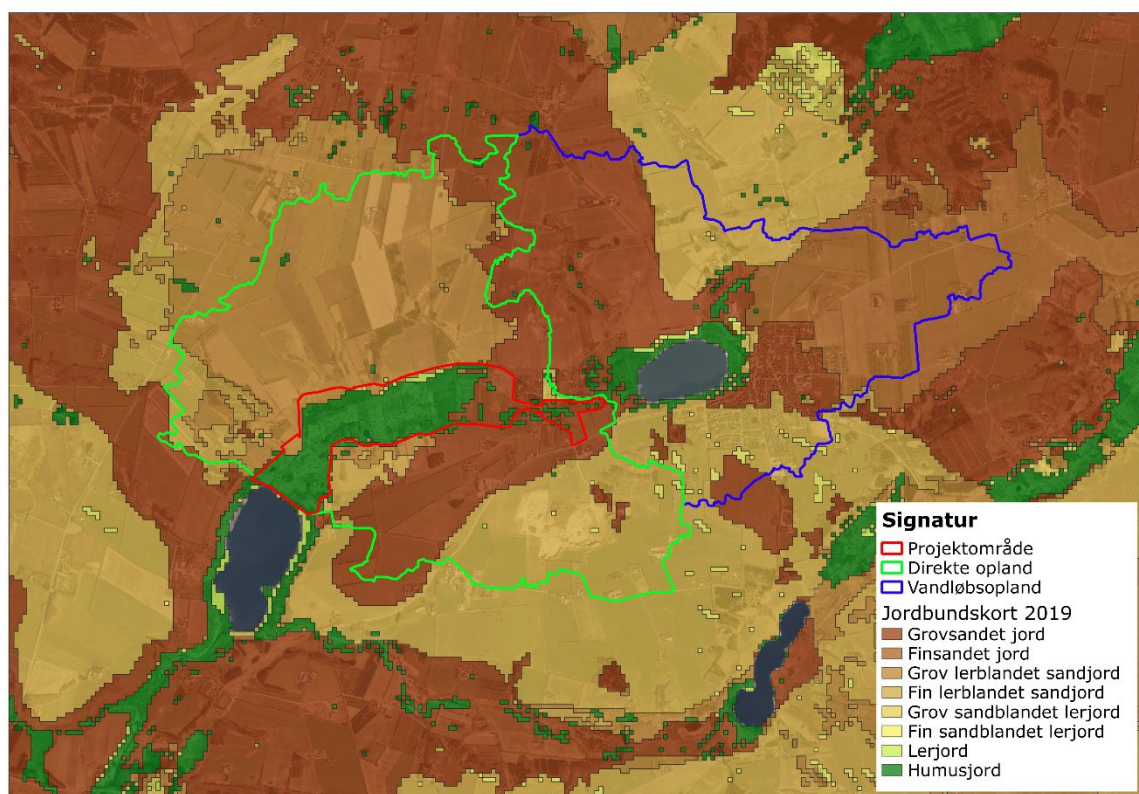 Signatur
Projektområde
Direkte opland
Vandløbsopland
Jordbundskort 2019
Grovsandet jord
Finsandet jord
Grov lerblandet sandjord
Fin lerblandet sandjord
Grov sandblandet lerjord
Fin sandblandet lerjord
Lerjord
Humusjord